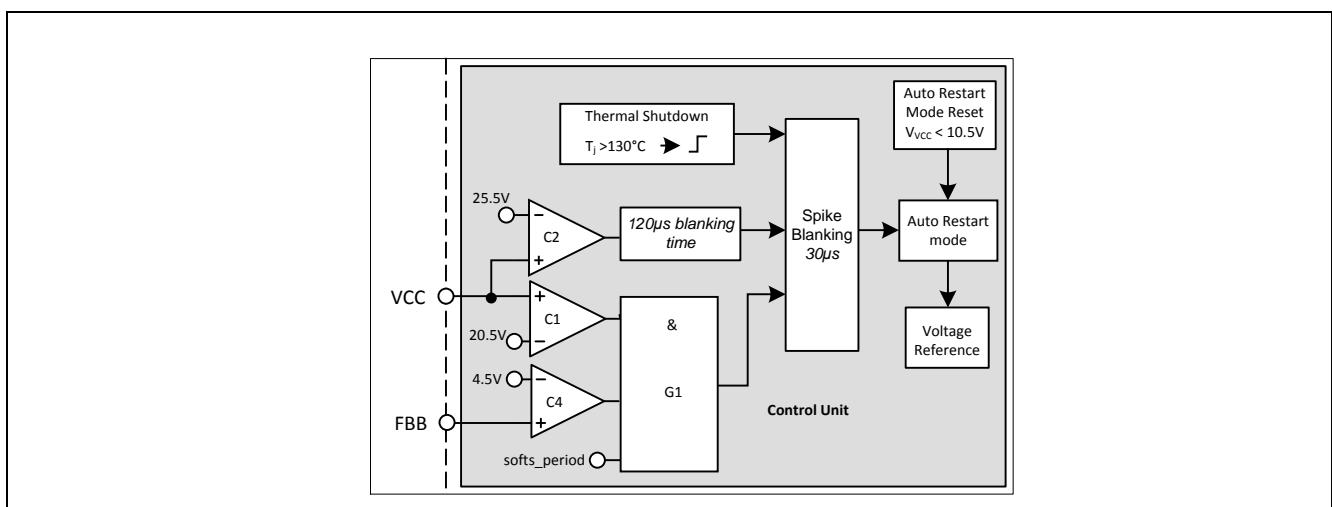 Auto Restart
Mode Reset
VVCC < 10.5V
Thermal Shutdown
Tj >130°C
25.5V
−
C2
+
120µs blanking
time
Spike
Blanking
30µs
Auto Restart
mode
VCC
+
C1
20.5V
−
&
G1
Voltage
Reference
4.5V
−
C4
+
FBB
Control Unit
softs_period